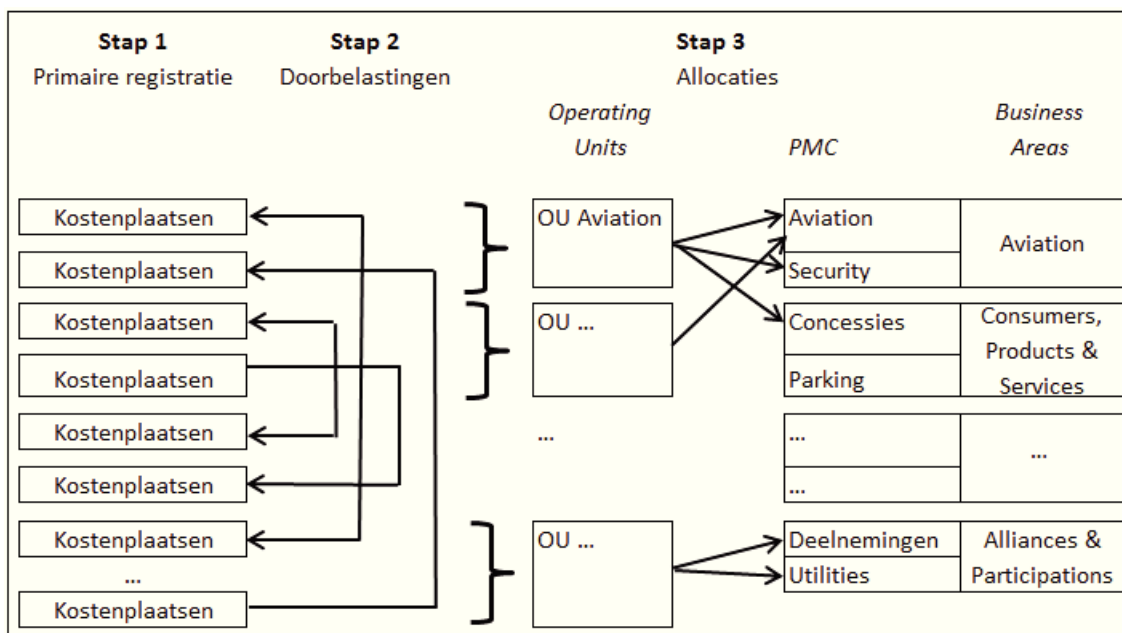 Stap 1 Stap 2 Stap 3
Primaire registratie Doorbelastingen Allocaties
Operating Business
Units PMC Areas
Kostenplaatsen OU Aviation Aviation
Aviation
Kostenplaatsen Security
Kostenplaatsen OU ... Concessies Consumers,
Products &
Kostenplaatsen Parking Services
Kostenplaatsen ... ... ...
Kostenplaatsen ...
Kostenplaatsen OU ... Deelnemingen Alliances &
... Utilities Participations
Kostenplaatsen